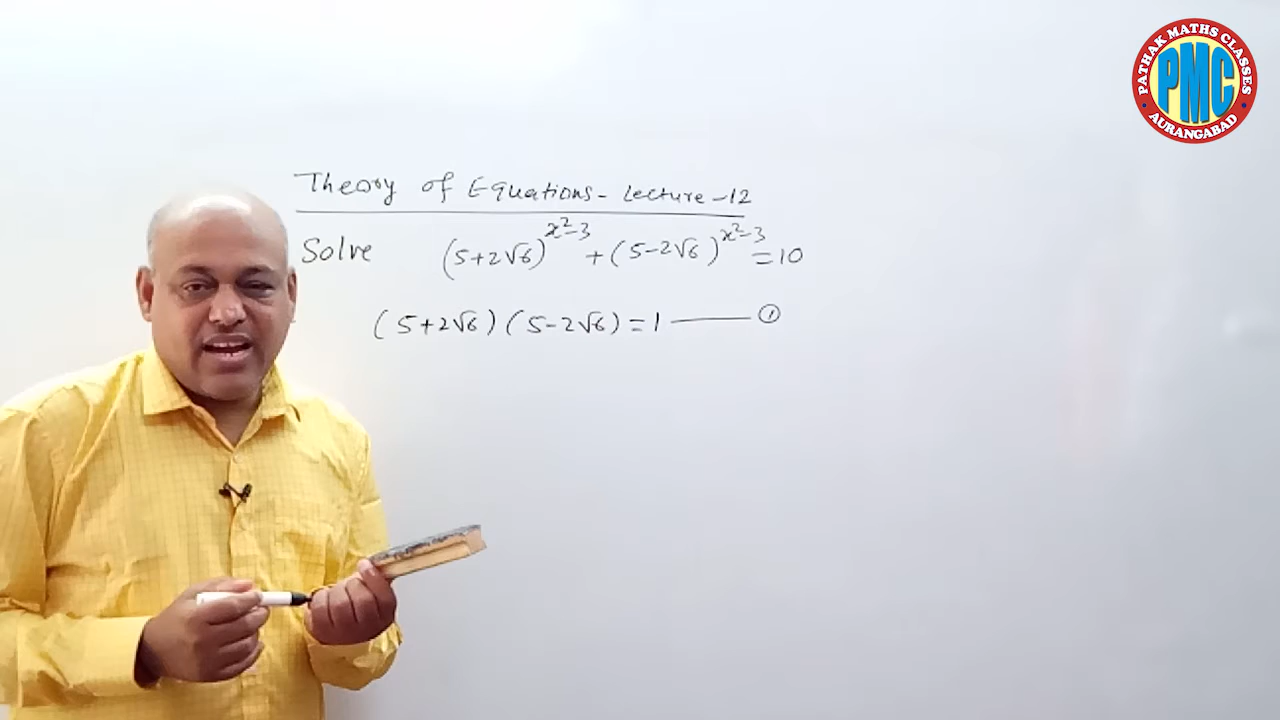 PATHAK MATHS CLASSES
PMC
AURANGABAD
Theory of Equations - Lecture - 12
Solve (5+2√6)^(x²-3) + (5-2√6)^(x²-3) = 10
(5+2√6)(5-2√6) = 1 ——— ①